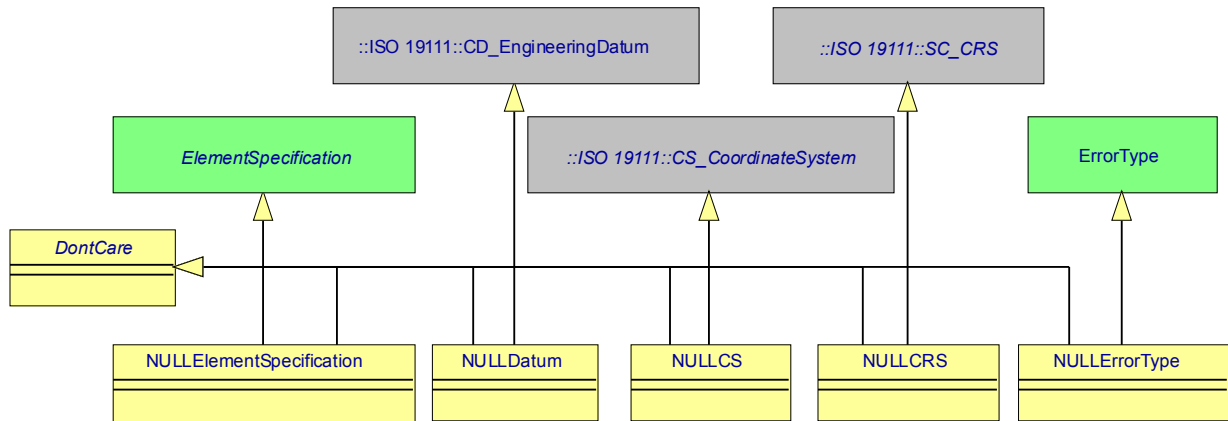 ::ISO 19111::CD_EngineeringDatum
::ISO 19111::SC_CRS
ElementSpecification
::ISO 19111::CS_CoordinateSystem
ErrorType
DontCare
NULLElementSpecification
NULLDatum
NULLCS
NULLCRS
NULLErrorType